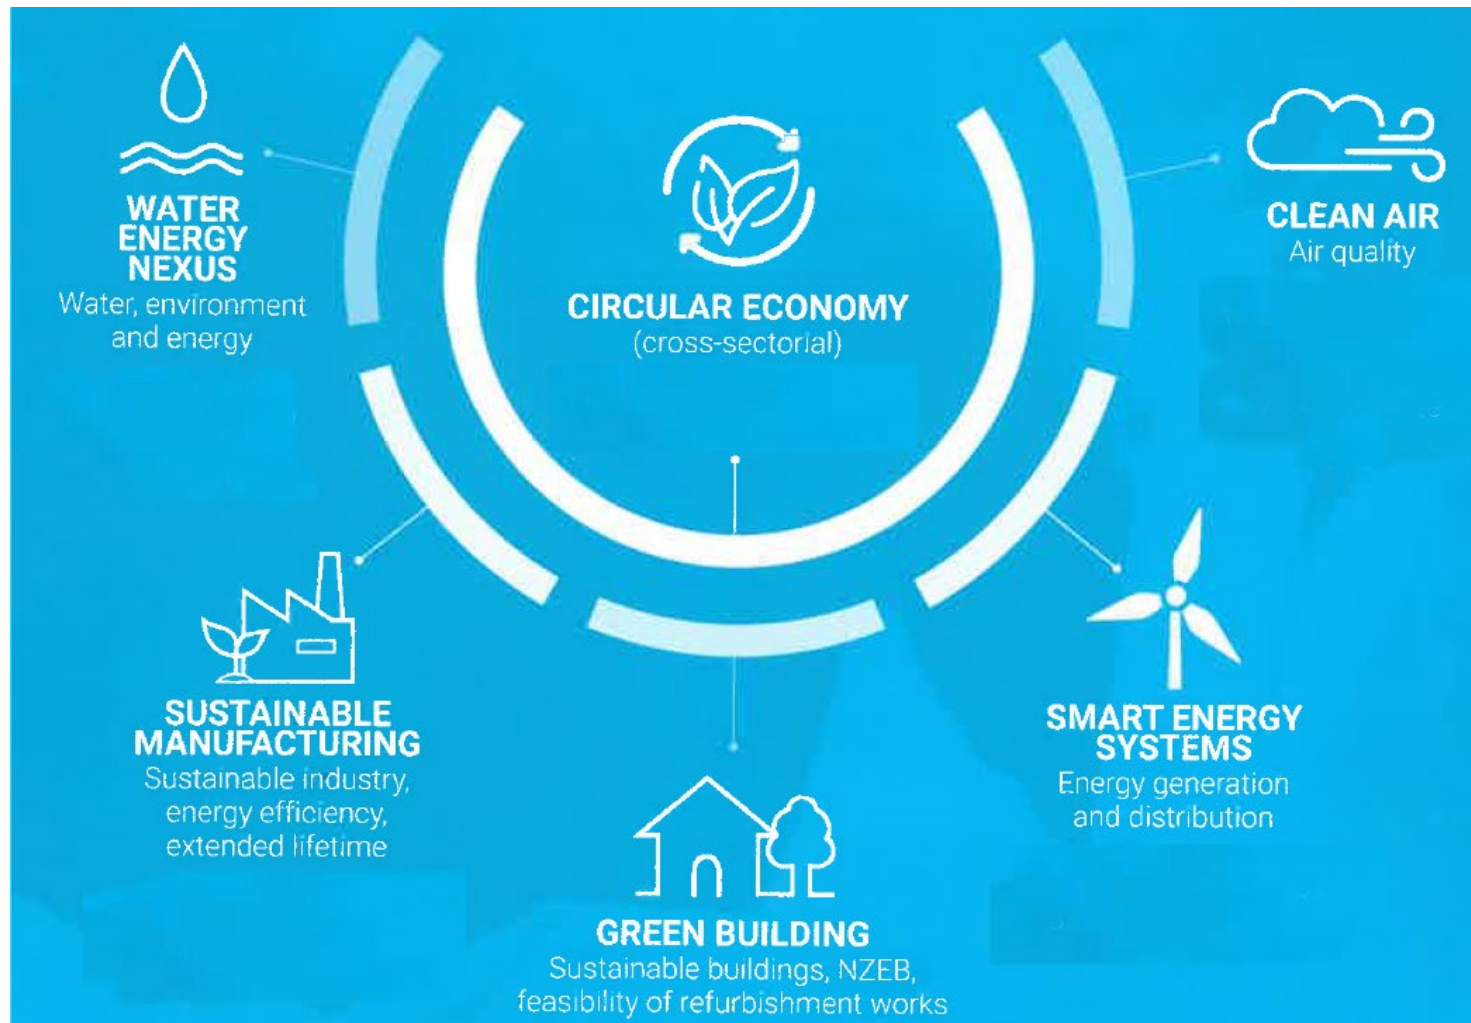 WATER
ENERGY
NEXUS
Water, environment
and energy
CIRCULAR ECONOMY
(cross-sectorial)
CLEAN AIR
Air quality
SUSTAINABLE
MANUFACTURING
Sustainable industry,
energy efficiency,
extended lifetime
SMART ENERGY
SYSTEMS
Energy generation
and distribution
GREEN BUILDING
Sustainable buildings, NZEB,
feasibility of refurbishment works